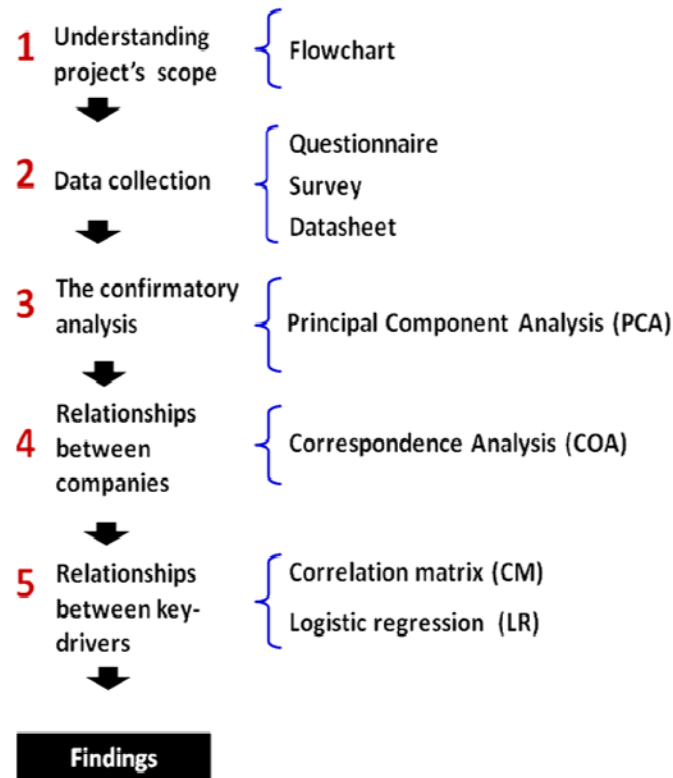 1 Understanding
project's scope
Flowchart
2 Data collection
Questionnaire
Survey
Datasheet
3 The confirmatory
analysis
Principal Component Analysis (PCA)
4 Relationships
between
companies
Correspondence Analysis (COA)
5 Relationships
between key-
drivers
Correlation matrix (CM)
Logistic regression (LR)
Findings